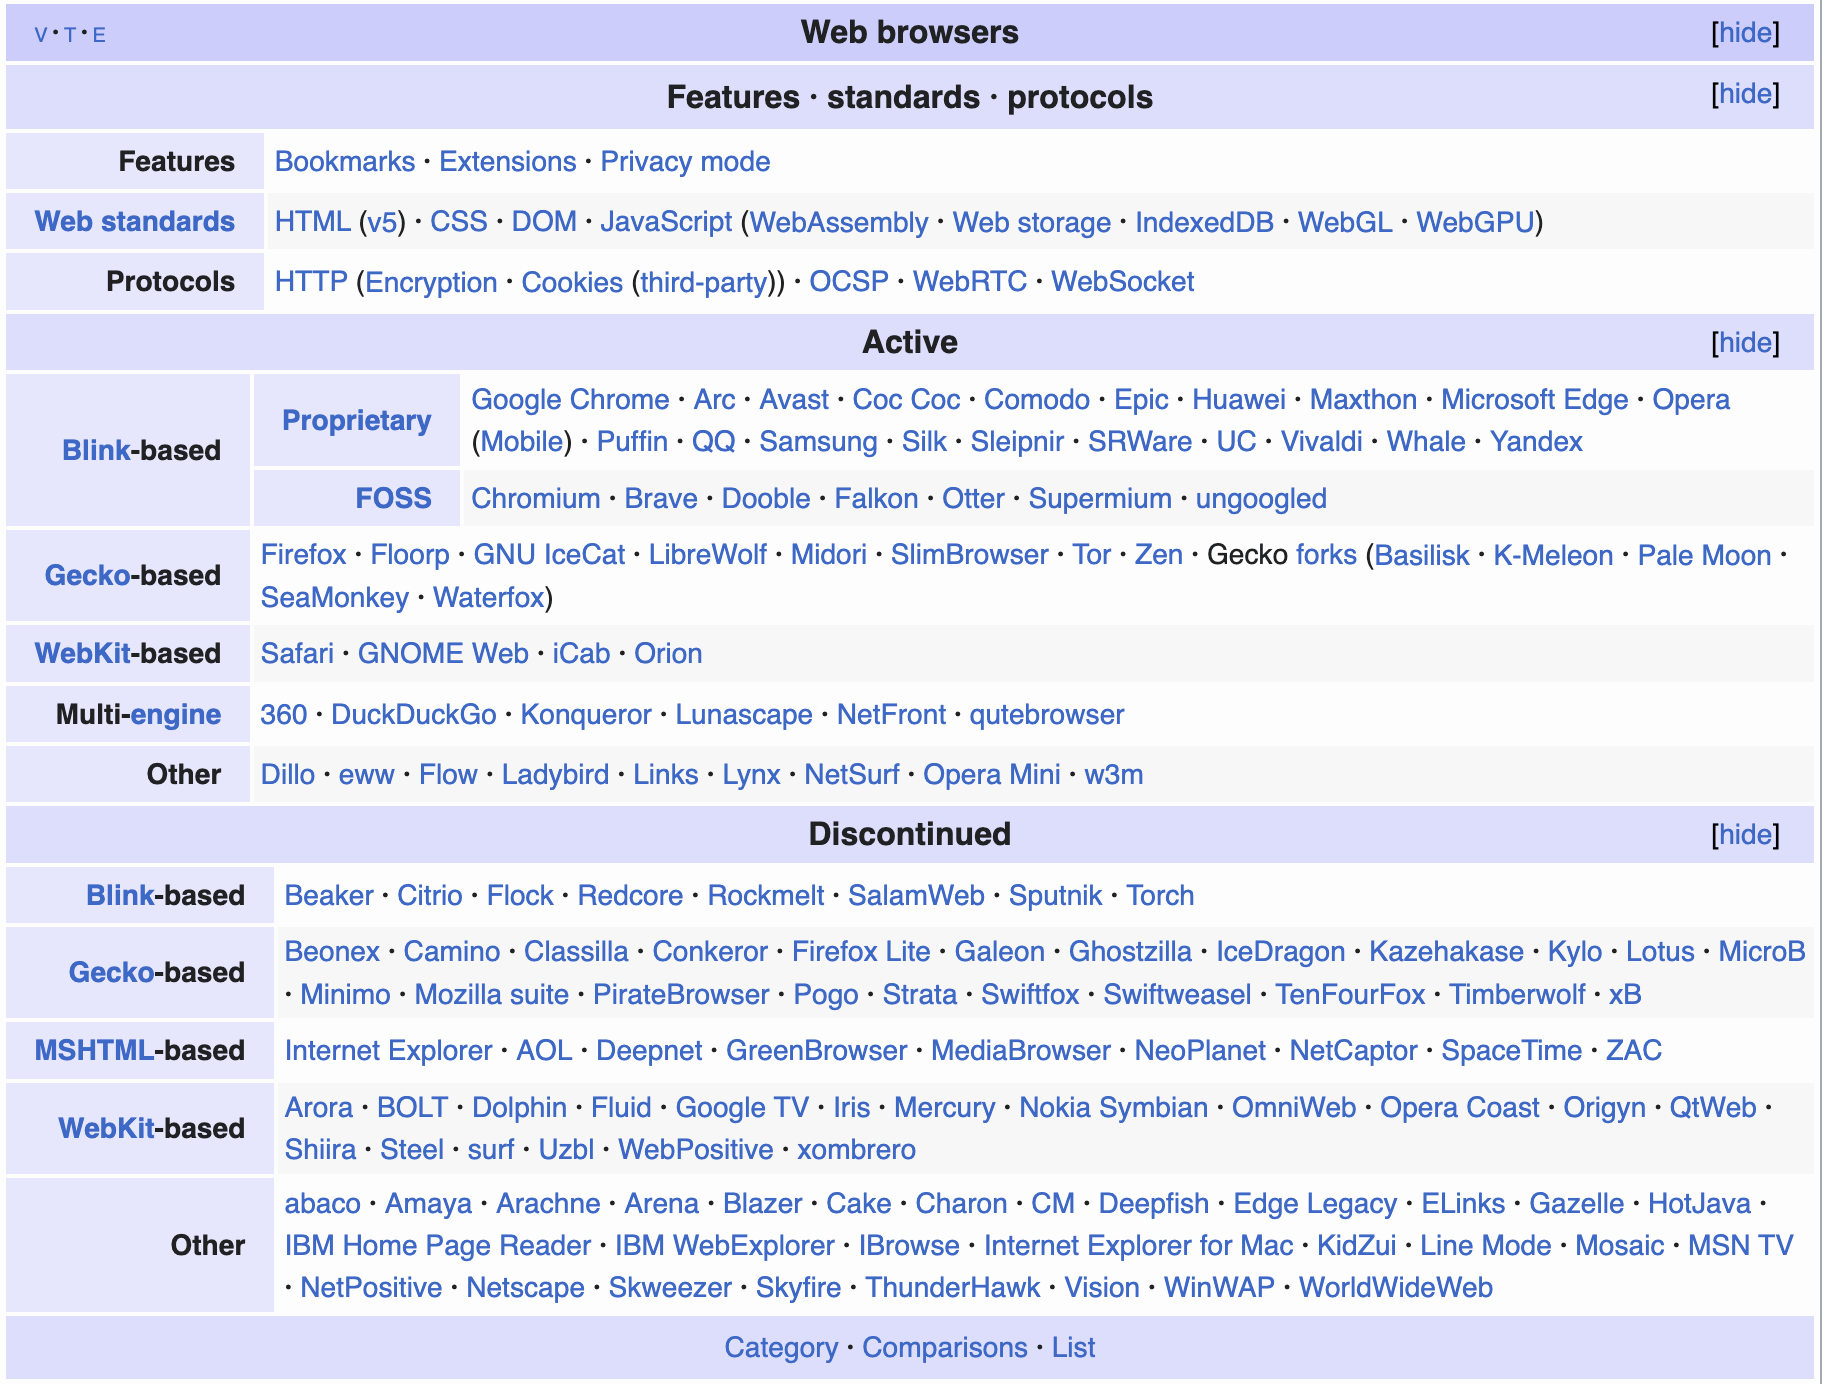 V · T · E Web browsers [hide]
Features · standards · protocols [hide]
Features Bookmarks · Extensions · Privacy mode
Web standards HTML (v5) · CSS · DOM · JavaScript (WebAssembly · Web storage · IndexedDB · WebGL · WebGPU)
Protocols HTTP (Encryption · Cookies (third-party)) · OCSP · WebRTC · WebSocket
Active [hide]
Blink-based
Proprietary
Google Chrome · Arc · Avast · Coc Coc · Comodo · Epic · Huawei · Maxthon · Microsoft Edge · Opera
(Mobile) · Puffin · QQ · Samsung · Silk · Sleipnir · SRWare · UC · Vivaldi · Whale · Yandex
FOSS Chromium · Brave · Dooble · Falkon · Otter · Supermium · ungoogled
Gecko-based
Firefox · Floorp · GNU IceCat · LibreWolf · Midori · SlimBrowser · Tor · Zen · Gecko forks (Basilisk · K-Meleon · Pale Moon ·
SeaMonkey · Waterfox)
WebKit-based Safari · GNOME Web · iCab · Orion
Multi-engine 360 · DuckDuckGo · Konqueror · Lunascape · NetFront · qutebrowser
Other Dillo · eww · Flow · Ladybird · Links · Lynx · NetSurf · Opera Mini · w3m
Discontinued [hide]
Blink-based Beaker · Citrio · Flock · Redcore · Rockmelt · SalamWeb · Sputnik · Torch
Gecko-based
Beonex · Camino · Classilla · Conkeror · Firefox Lite · Galeon · Ghostzilla · IceDragon · Kazehakase · Kylo · Lotus · MicroB
· Minimo · Mozilla suite · PirateBrowser · Pogo · Strata · Swiftfox · Swiftweasel · TenFourFox · Timberwolf · xB
MSHTML-based Internet Explorer · AOL · Deepnet · GreenBrowser · MediaBrowser · NeoPlanet · NetCaptor · SpaceTime · ZAC
WebKit-based
Arora · BOLT · Dolphin · Fluid · Google TV · Iris · Mercury · Nokia Symbian · OmniWeb · Opera Coast · Origyn · QtWeb ·
Shiira · Steel · surf · Uzbl · WebPositive · xombrero
Other
abaco · Amaya · Arachne · Arena · Blazer · Cake · Charon · CM · Deepfish · Edge Legacy · ELinks · Gazelle · HotJava ·
IBM Home Page Reader · IBM WebExplorer · IBrowse · Internet Explorer for Mac · KidZui · Line Mode · Mosaic · MSN TV
· NetPositive · Netscape · Skweezer · Skyfire · ThunderHawk · Vision · WinWAP · WorldWideWeb
Category · Comparisons · List